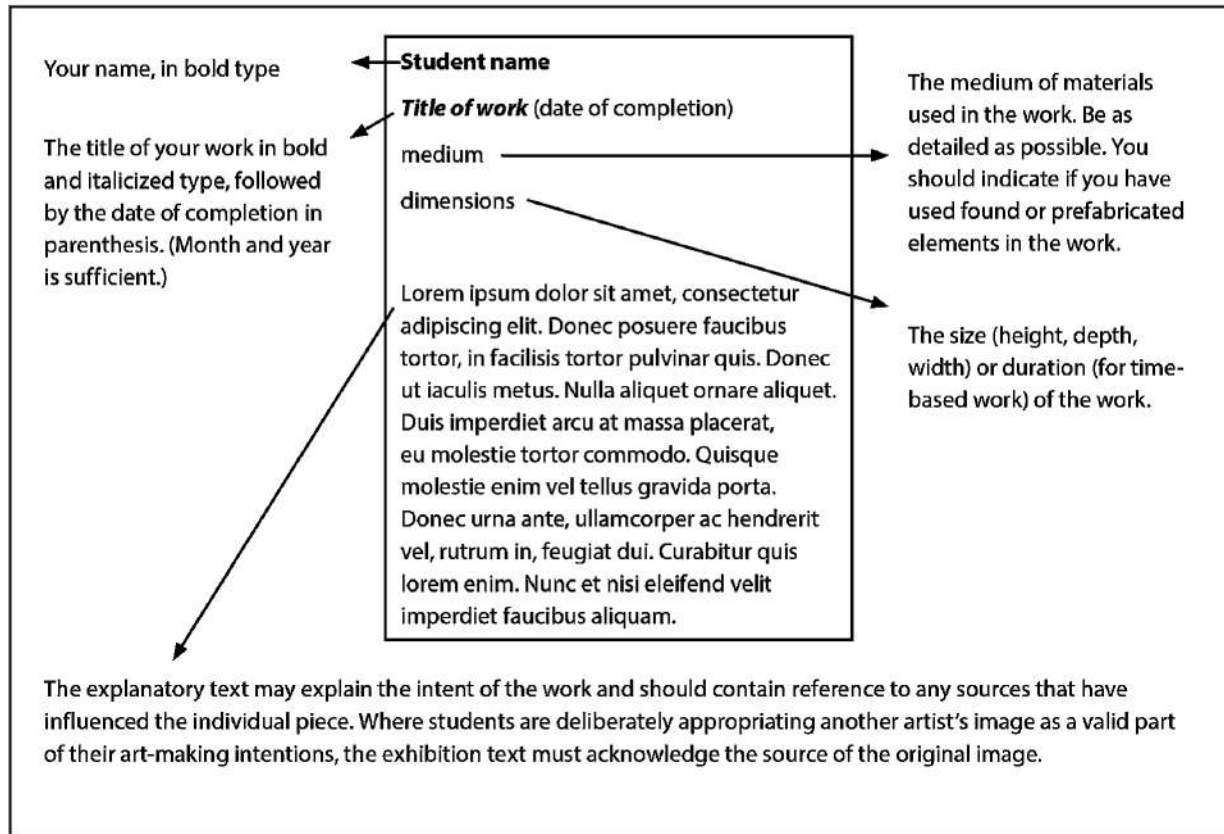 Your name, in bold type
The title of your work in bold
and italicized type, followed
by the date of completion in
parenthesis. (Month and year
is sufficient.)
Student name
Title of work (date of completion)
medium
dimensions
Lorem ipsum dolor sit amet, consectetur
adipiscing elit. Donec posuere faucibus
tortor, in facilisis tortor pulvinar quis. Donec
ut iaculis metus. Nulla aliquet ornare aliquet.
Duis imperdiet arcu at massa placerat,
eu molestie tortor commodo. Quisque
molestie enim vel tellus gravida porta.
Donec urna ante, ullamcorper ac hendrerit
vel, rutrum in, feugiat dui. Curabitur quis
lorem enim. Nunc et nisi eleifend velit
imperdiet faucibus aliquam.
The medium of materials
used in the work. Be as
detailed as possible. You
should indicate if you have
used found or prefabricated
elements in the work.
The size (height, depth,
width) or duration (for time-
based work) of the work.
The explanatory text may explain the intent of the work and should contain reference to any sources that have
influenced the individual piece. Where students are deliberately appropriating another artist's image as a valid part
of their art-making intentions, the exhibition text must acknowledge the source of the original image.